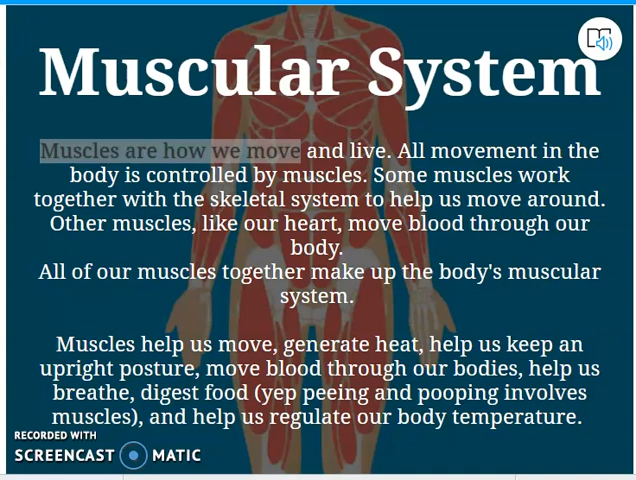 Muscular System
Muscles are how we move and live. All movement in the
body is controlled by muscles. Some muscles work
together with the skeletal system to help us move around.
Other muscles, like our heart, move blood through our
body.
All of our muscles together make up the body's muscular
system.
Muscles help us move, generate heat, help us keep an
upright posture, move blood through our bodies, help us
breathe, digest food (yep peeing and pooping involves
muscles), and help us regulate our body temperature.
RECORDED WITH
SCREENCAST MATIC